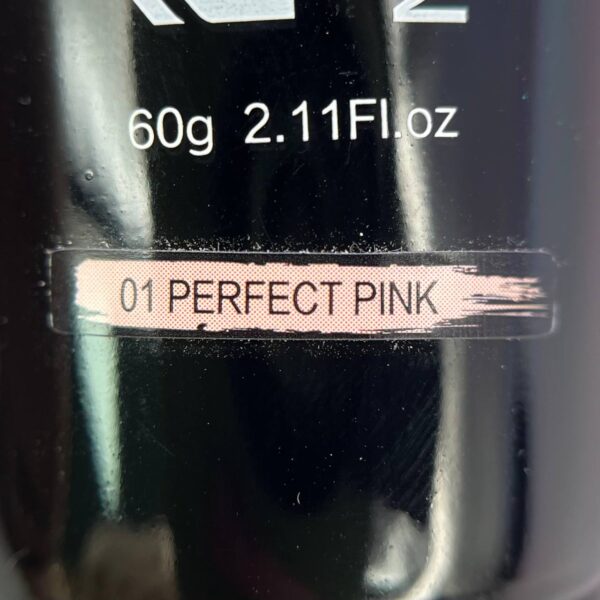 60g 2.11Fl.oz
01 PERFECT PINK